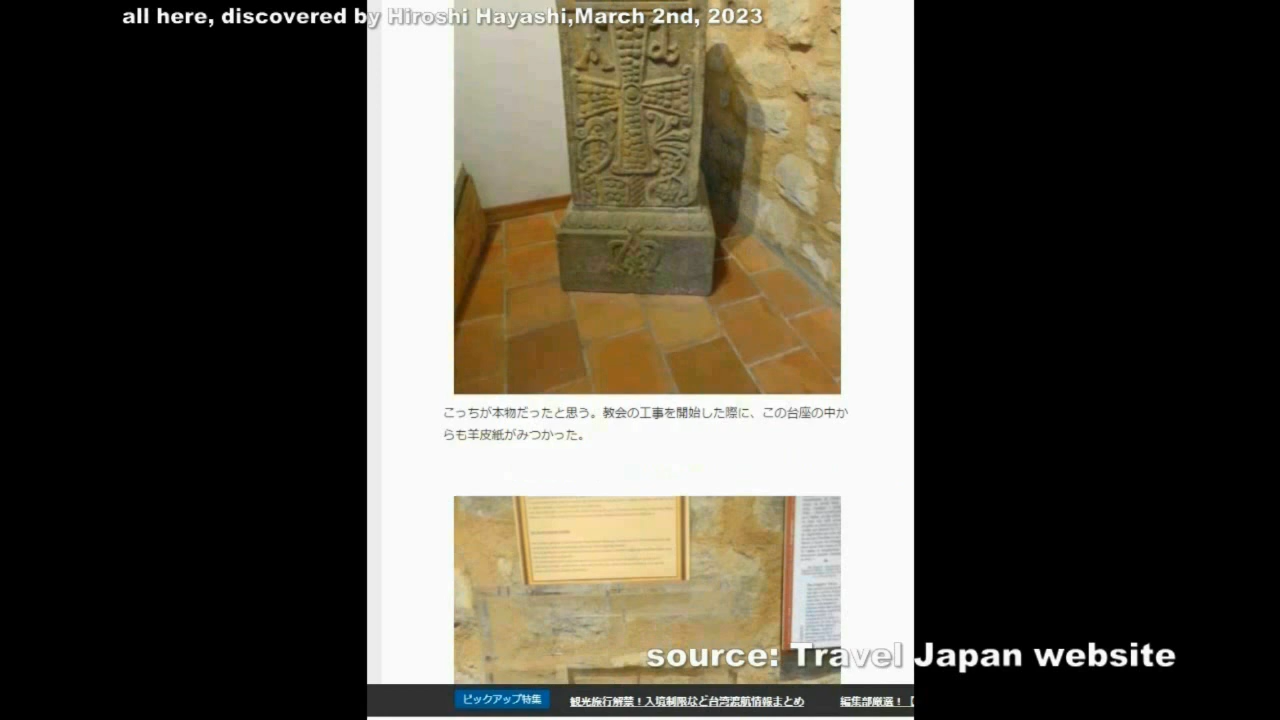 all here, discovered by Hiroshi Hayashi,March 2nd, 2023
こっちが本物だったと思う。教会の工事を開始した際に、この台座の中か
らも羊皮紙がみつかった。
source: Travel Japan website
ピックアップ特集
観光旅行解禁！入境制限など台湾渡航情報まとめ
編集部厳選！